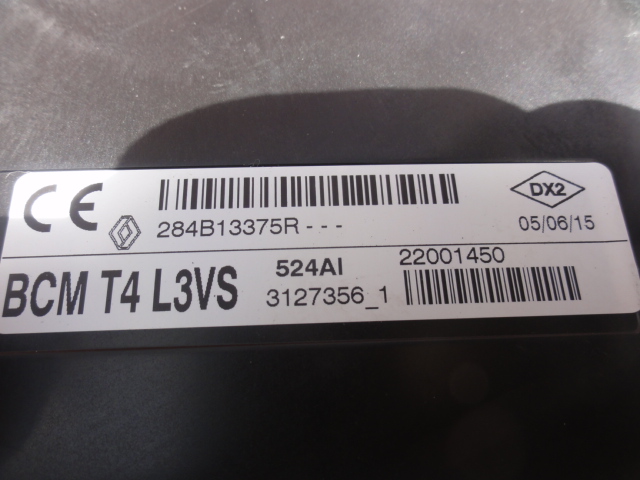 CE
284B13375R - - -
DX2
05/06/15
BCM T4 L3VS
524AI
22001450
3127356_1